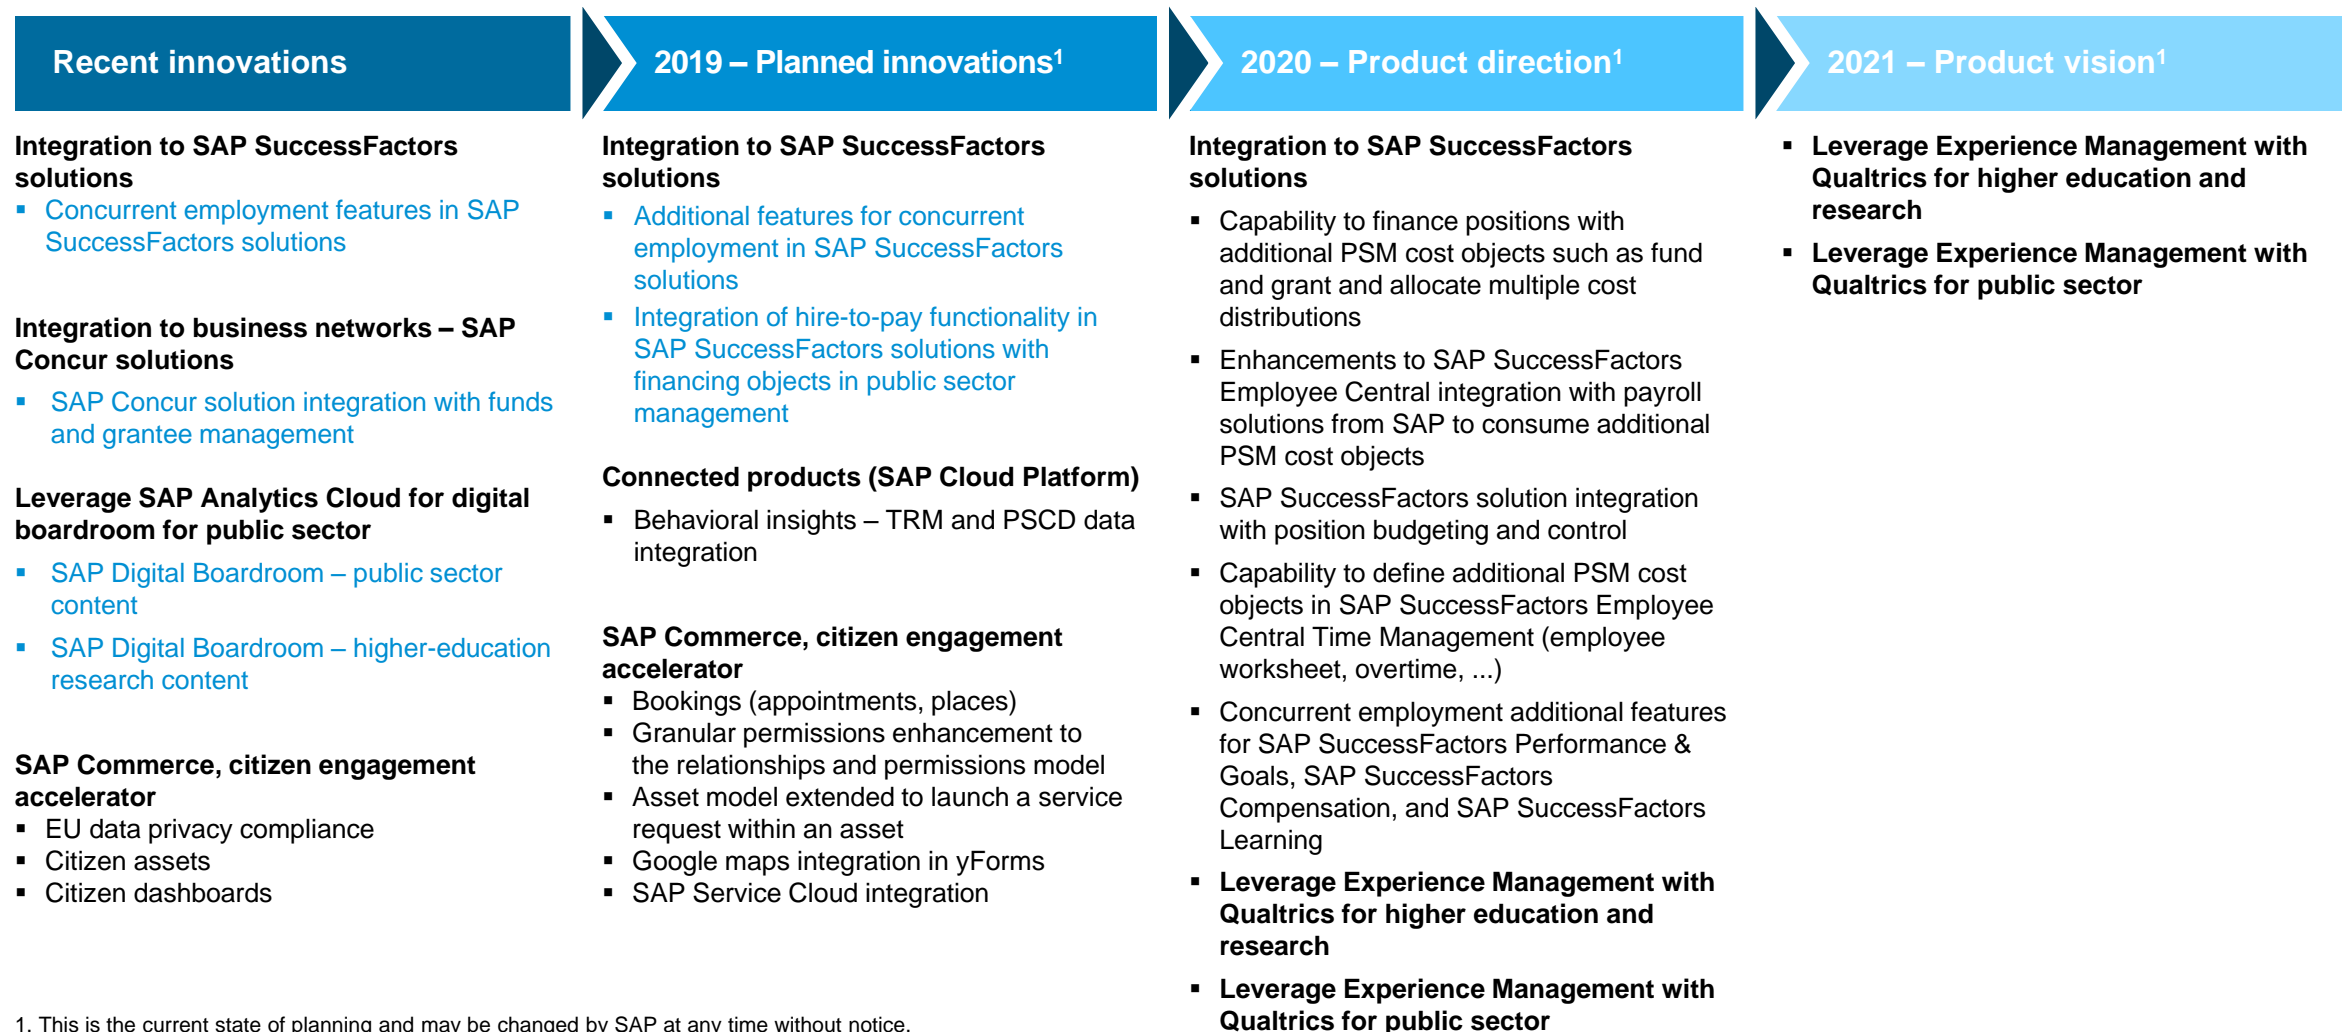 Recent innovations
2019 – Planned innovations¹
2020 – Product direction¹
2021 – Product vision¹
Integration to SAP SuccessFactors
solutions
▪ Concurrent employment features in SAP
SuccessFactors solutions
Integration to business networks – SAP
Concur solutions
▪ SAP Concur solution integration with funds
and grantee management
Leverage SAP Analytics Cloud for digital
boardroom for public sector
▪ SAP Digital Boardroom – public sector
content
▪ SAP Digital Boardroom – higher-education
research content
SAP Commerce, citizen engagement
accelerator
▪ EU data privacy compliance
▪ Citizen assets
▪ Citizen dashboards
Integration to SAP SuccessFactors
solutions
▪ Additional features for concurrent
employment in SAP SuccessFactors
solutions
▪ Integration of hire-to-pay functionality in
SAP SuccessFactors solutions with
financing objects in public sector
management
Connected products (SAP Cloud Platform)
▪ Behavioral insights – TRM and PSCD data
integration
SAP Commerce, citizen engagement
accelerator
▪ Bookings (appointments, places)
▪ Granular permissions enhancement to
the relationships and permissions model
▪ Asset model extended to launch a service
request within an asset
▪ Google maps integration in yForms
▪ SAP Service Cloud integration
Integration to SAP SuccessFactors
solutions
▪ Capability to finance positions with
additional PSM cost objects such as fund
and grant and allocate multiple cost
distributions
▪ Enhancements to SAP SuccessFactors
Employee Central integration with payroll
solutions from SAP to consume additional
PSM cost objects
▪ SAP SuccessFactors solution integration
with position budgeting and control
▪ Capability to define additional PSM cost
objects in SAP SuccessFactors Employee
Central Time Management (employee
worksheet, overtime, ...)
▪ Concurrent employment additional features
for SAP SuccessFactors Performance &
Goals, SAP SuccessFactors
Compensation, and SAP SuccessFactors
Learning
▪ Leverage Experience Management with
Qualtrics for higher education and
research
▪ Leverage Experience Management with
Qualtrics for public sector
▪ Leverage Experience Management with
Qualtrics for higher education and
research
▪ Leverage Experience Management with
Qualtrics for public sector
1. This is the current state of planning and may be changed by SAP at any time without notice.